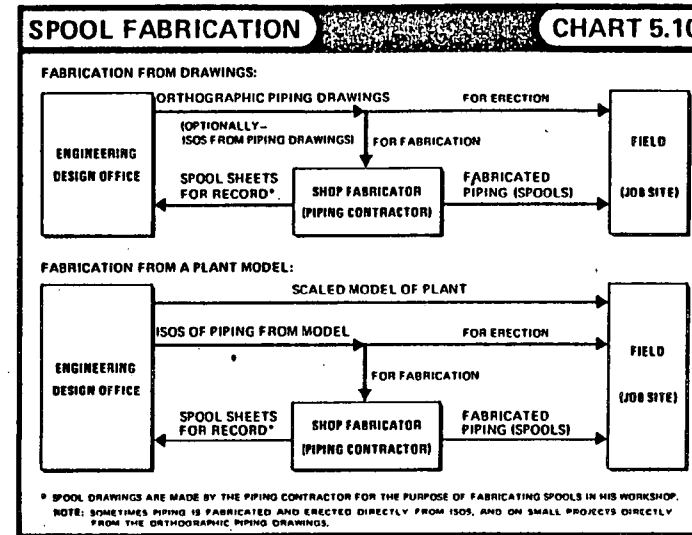 SPOOL FABRICATION
CHART 5.10
FABRICATION FROM DRAWINGS:
ORTHOGRAPHIC PIPING DRAWINGS
FOR ERECTION
(OPTIONALLY–
ISOS FROM PIPING DRAWINGS)
FOR FABRICATION
ENGINEERING
DESIGN OFFICE
FIELD
(JOB SITE)
SPOOL SHEETS
FOR RECORD*
SHOP FABRICATOR
(PIPING CONTRACTOR)
FABRICATED
PIPING (SPOOLS)
FABRICATION FROM A PLANT MODEL:
SCALED MODEL OF PLANT
ISOS OF PIPING FROM MODEL
FOR ERECTION
FOR FABRICATION
ENGINEERING
DESIGN OFFICE
FIELD
(JOB SITE)
SPOOL SHEETS
FOR RECORD*
SHOP FABRICATOR
(PIPING CONTRACTOR)
FABRICATED
PIPING (SPOOLS)
* SPOOL DRAWINGS ARE MADE BY THE PIPING CONTRACTOR FOR THE PURPOSE OF FABRICATING SPOOLS IN HIS WORKSHOP.
NOTE: SOMETIMES PIPING IS FABRICATED AND ERECTED DIRECTLY FROM ISOS, AND ON SMALL PROJECTS DIRECTLY
FROM THE ORTHOGRAPHIC PIPING DRAWINGS.